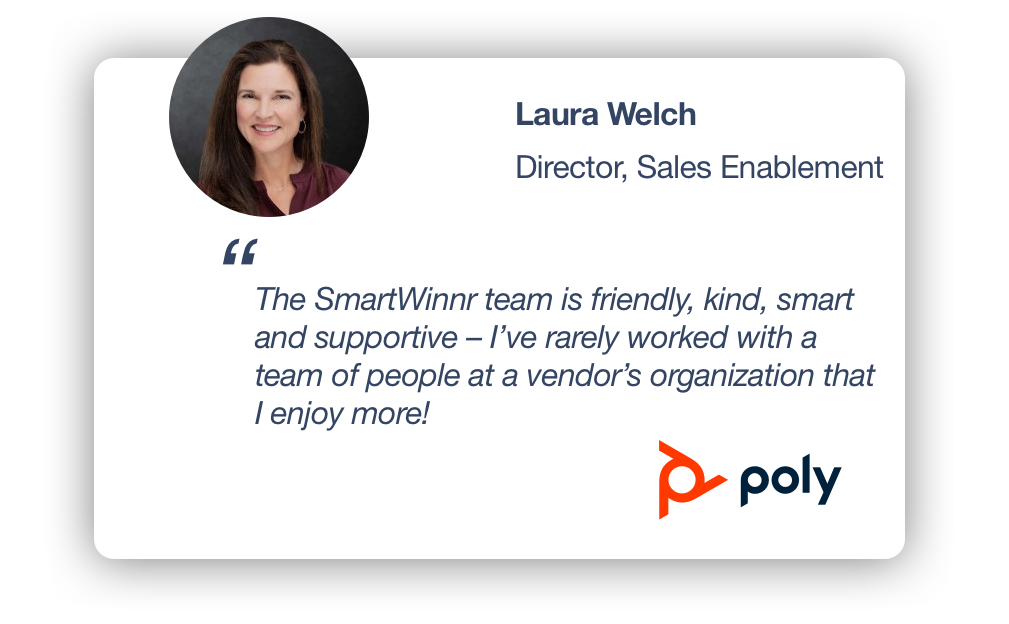 Laura Welch
Director, Sales Enablement
“
The SmartWinnr team is friendly, kind, smart
and supportive – I’ve rarely worked with a
team of people at a vendor’s organization that
I enjoy more!
poly